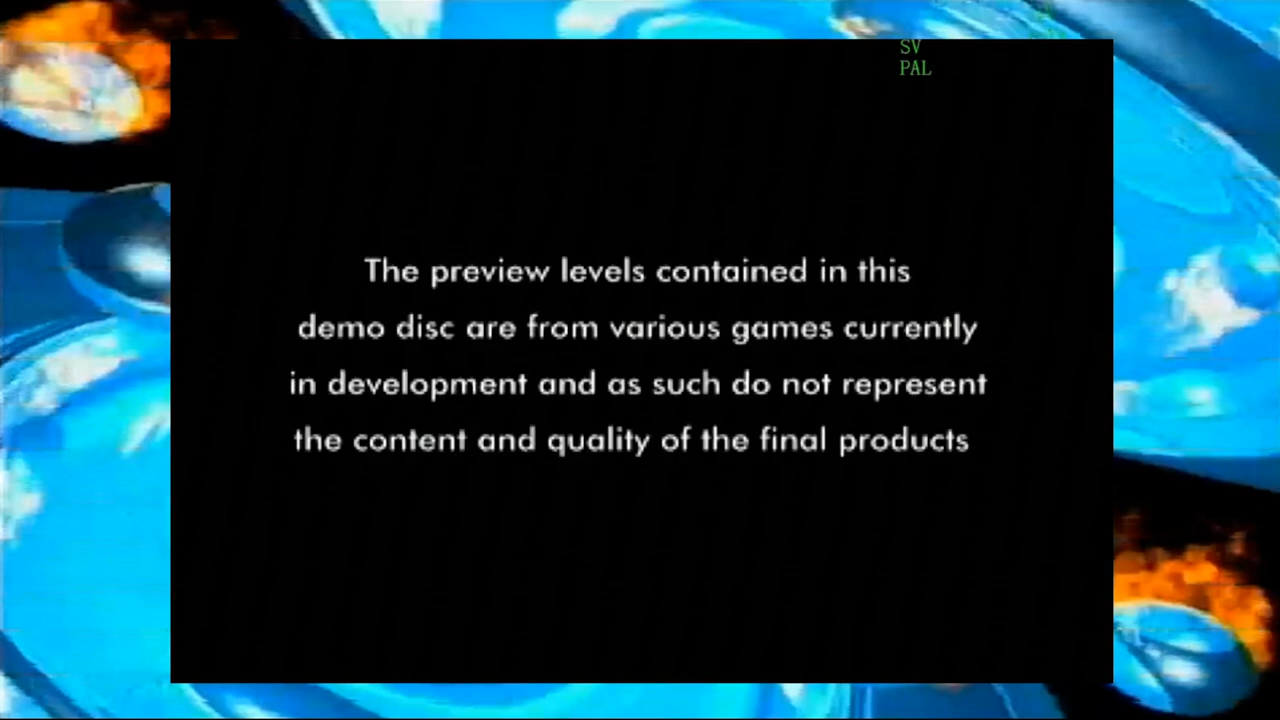 SV
PAL
The preview levels contained in this
demo disc are from various games currently
in development and as such do not represent
the content and quality of the final products